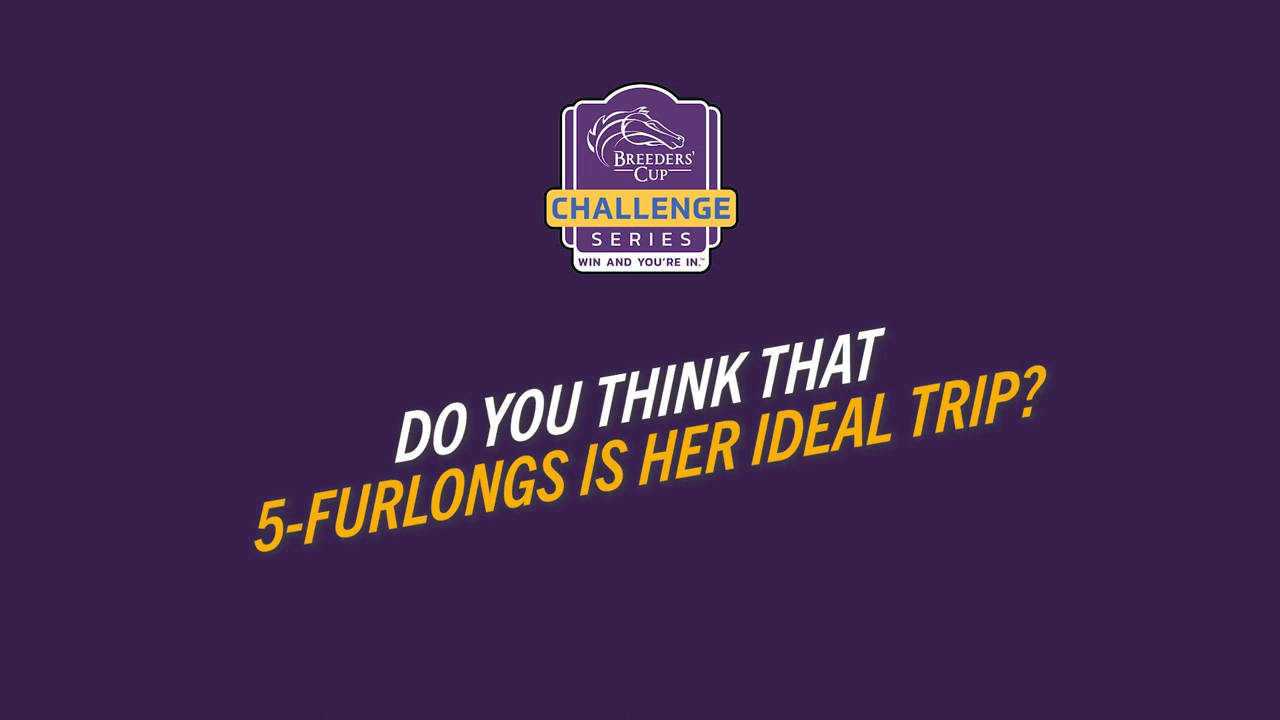 BREEDERS'
CUP
CHALLENGE
SERIES
WIN AND YOU'RE IN.™
DO YOU THINK THAT
5-FURLONGS IS HER IDEAL TRIP?